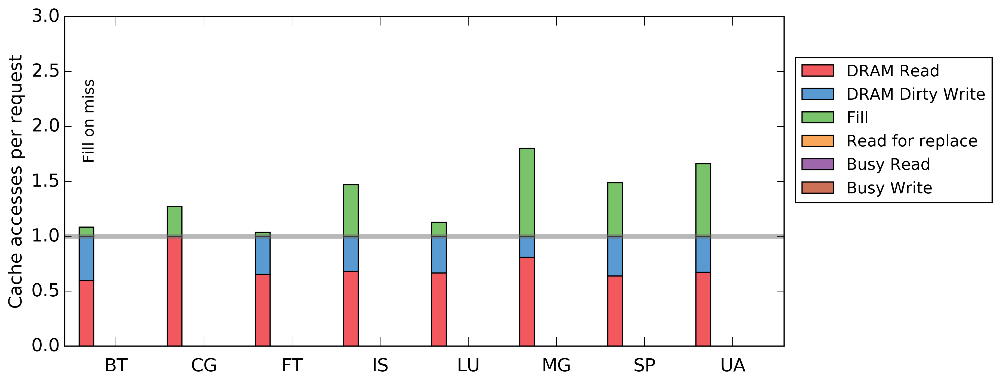 Cache accesses per request
3.0
2.5
2.0
1.5
1.0
0.5
0.0
Fill on miss
BT
CG
FT
IS
LU
MG
SP
UA
DRAM Read
DRAM Dirty Write
Fill
Read for replace
Busy Read
Busy Write